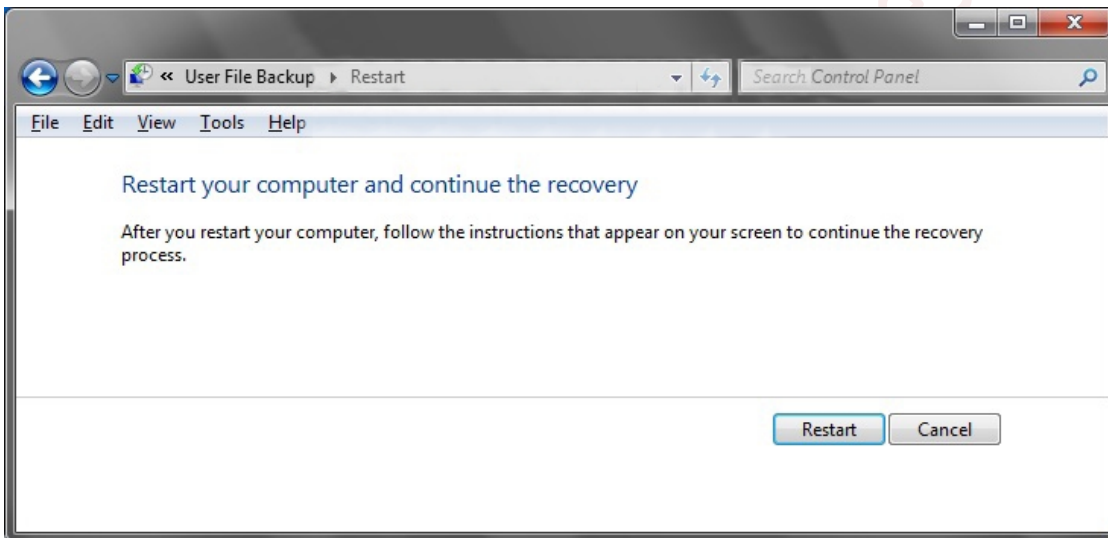 « User File Backup ▸ Restart
Search Control Panel
File Edit View Tools Help
Restart your computer and continue the recovery
After you restart your computer, follow the instructions that appear on your screen to continue the recovery
process.
Restart Cancel